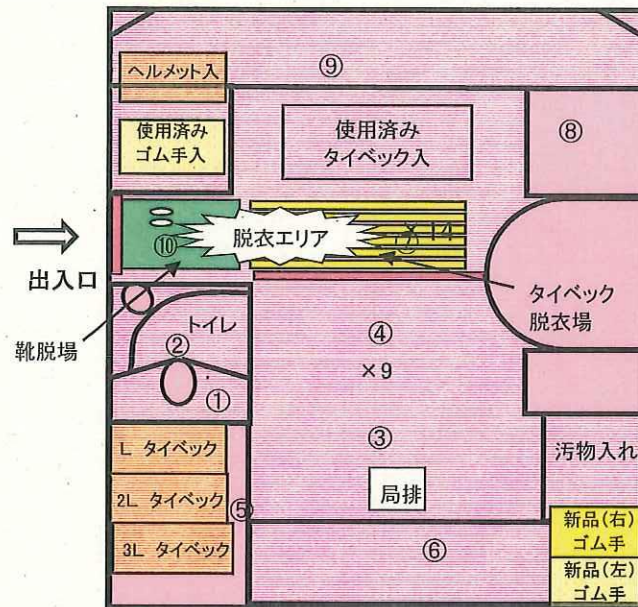 ヘルメット入
⑨
使用済み
ゴム手入
使用済み
タイベック入
⑧
⑩
脱衣エリア
×14
⑦
出入口
靴脱場
タイベック
脱衣場
トイレ
②
①
④
×9
③
局排
L タイベック
2L タイベック
3L タイベック
⑤
⑥
汚物入れ
新品(右)
ゴム手
新品(左)
ゴム手